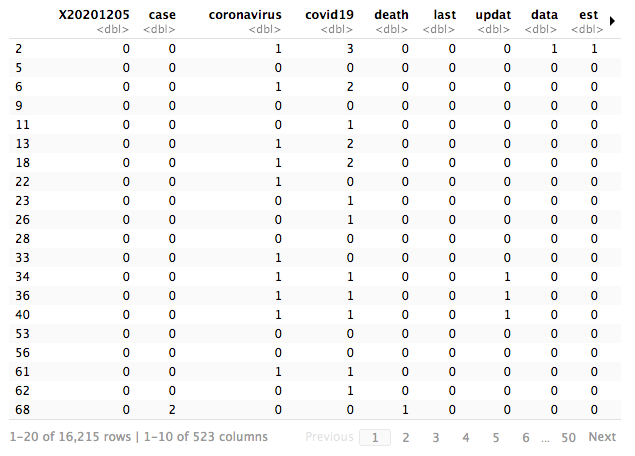 X20201205 case coronavirus covid19 death last updat data est
<dbl> <dbl> <dbl> <dbl> <dbl> <dbl> <dbl> <dbl> <dbl>
2 0 0 1 3 0 0 0 1 1
5 0 0 0 0 0 0 0 0 0
6 0 0 1 2 0 0 0 0 0
9 0 0 0 0 0 0 0 0 0
11 0 0 0 1 0 0 0 0 0
13 0 0 1 2 0 0 0 0 0
18 0 0 1 2 0 0 0 0 0
22 0 0 1 0 0 0 0 0 0
23 0 0 0 1 0 0 0 0 0
26 0 0 0 1 0 0 0 0 0
28 0 0 0 0 0 0 0 0 0
33 0 0 1 0 0 0 0 0 0
34 0 0 1 1 0 0 1 0 0
36 0 0 1 1 0 0 1 0 0
40 0 0 1 1 0 0 1 0 0
53 0 0 0 0 0 0 0 0 0
56 0 0 0 0 0 0 0 0 0
61 0 0 1 1 0 0 0 0 0
62 0 0 0 1 0 0 0 0 0
68 0 2 0 0 1 0 0 0 0
1-20 of 16,215 rows | 1-10 of 523 columns Previous 1 2 3 4 5 6 ... 50 Next